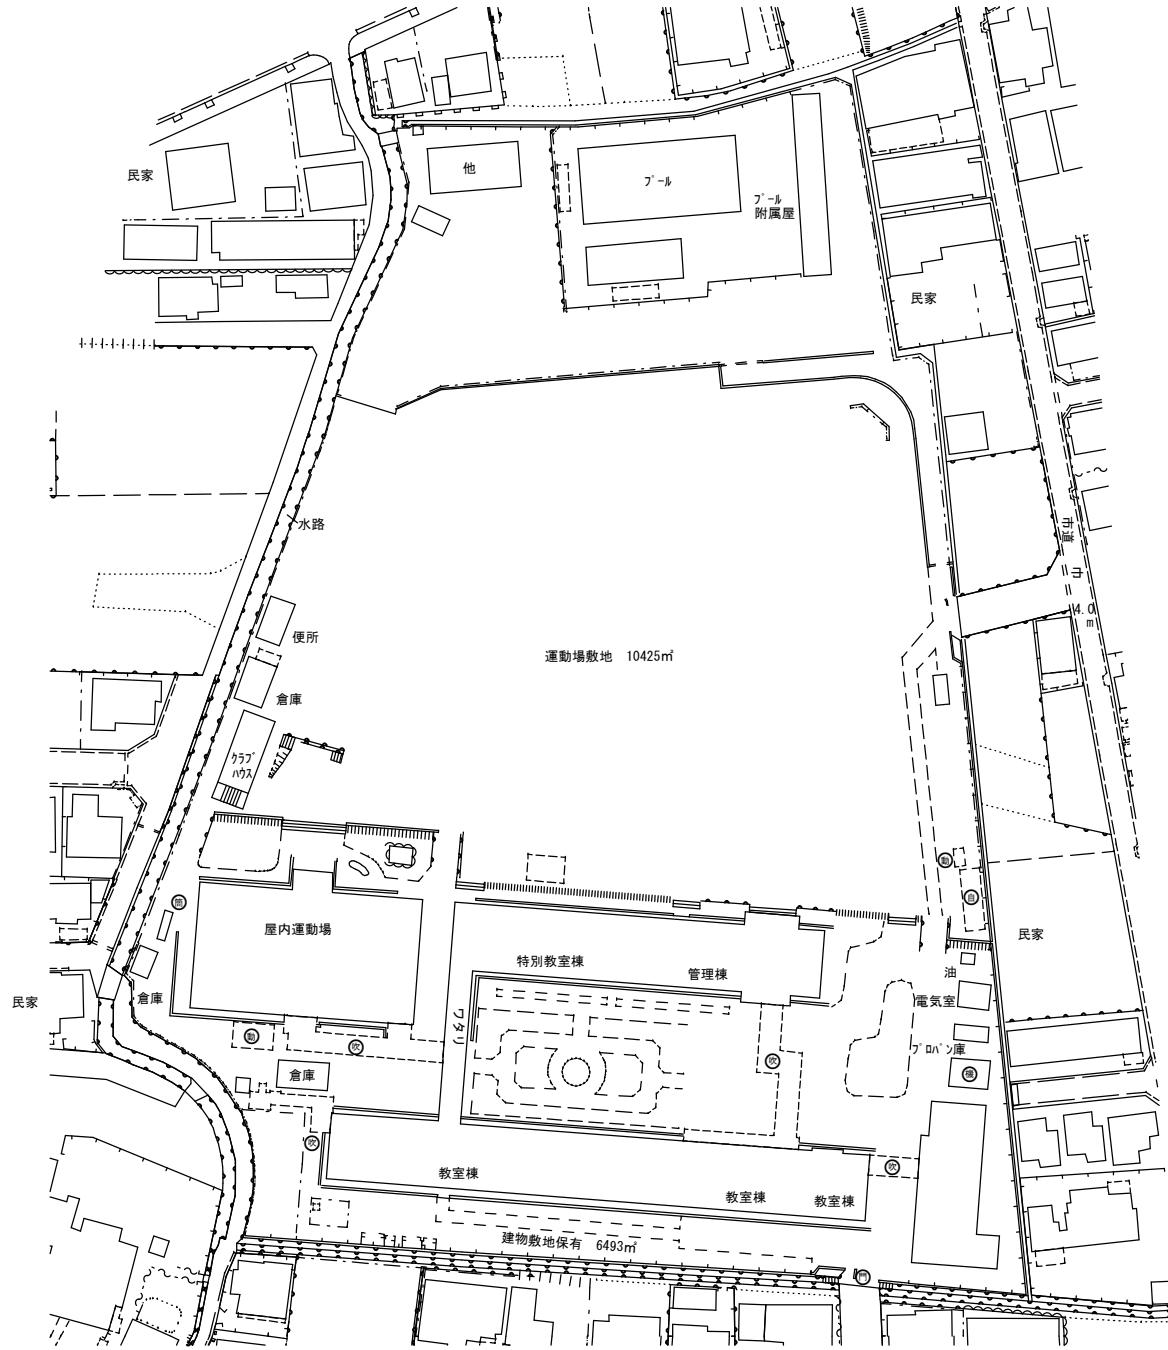 民家
他
プール
プール
附属屋
民家
水路
市道
巾
4.0
m
便所
運動場敷地 10425㎡
倉庫
クラブ
ハウス
動
筒
自
屋内運動場
民家
特別教室棟
管理棟
油
民家
倉庫
電気室
ワタリ
動
吹
吹
プロパン庫
倉庫
機
吹
吹
教室棟
教室棟
教室棟
建物敷地保有 6493㎡
門